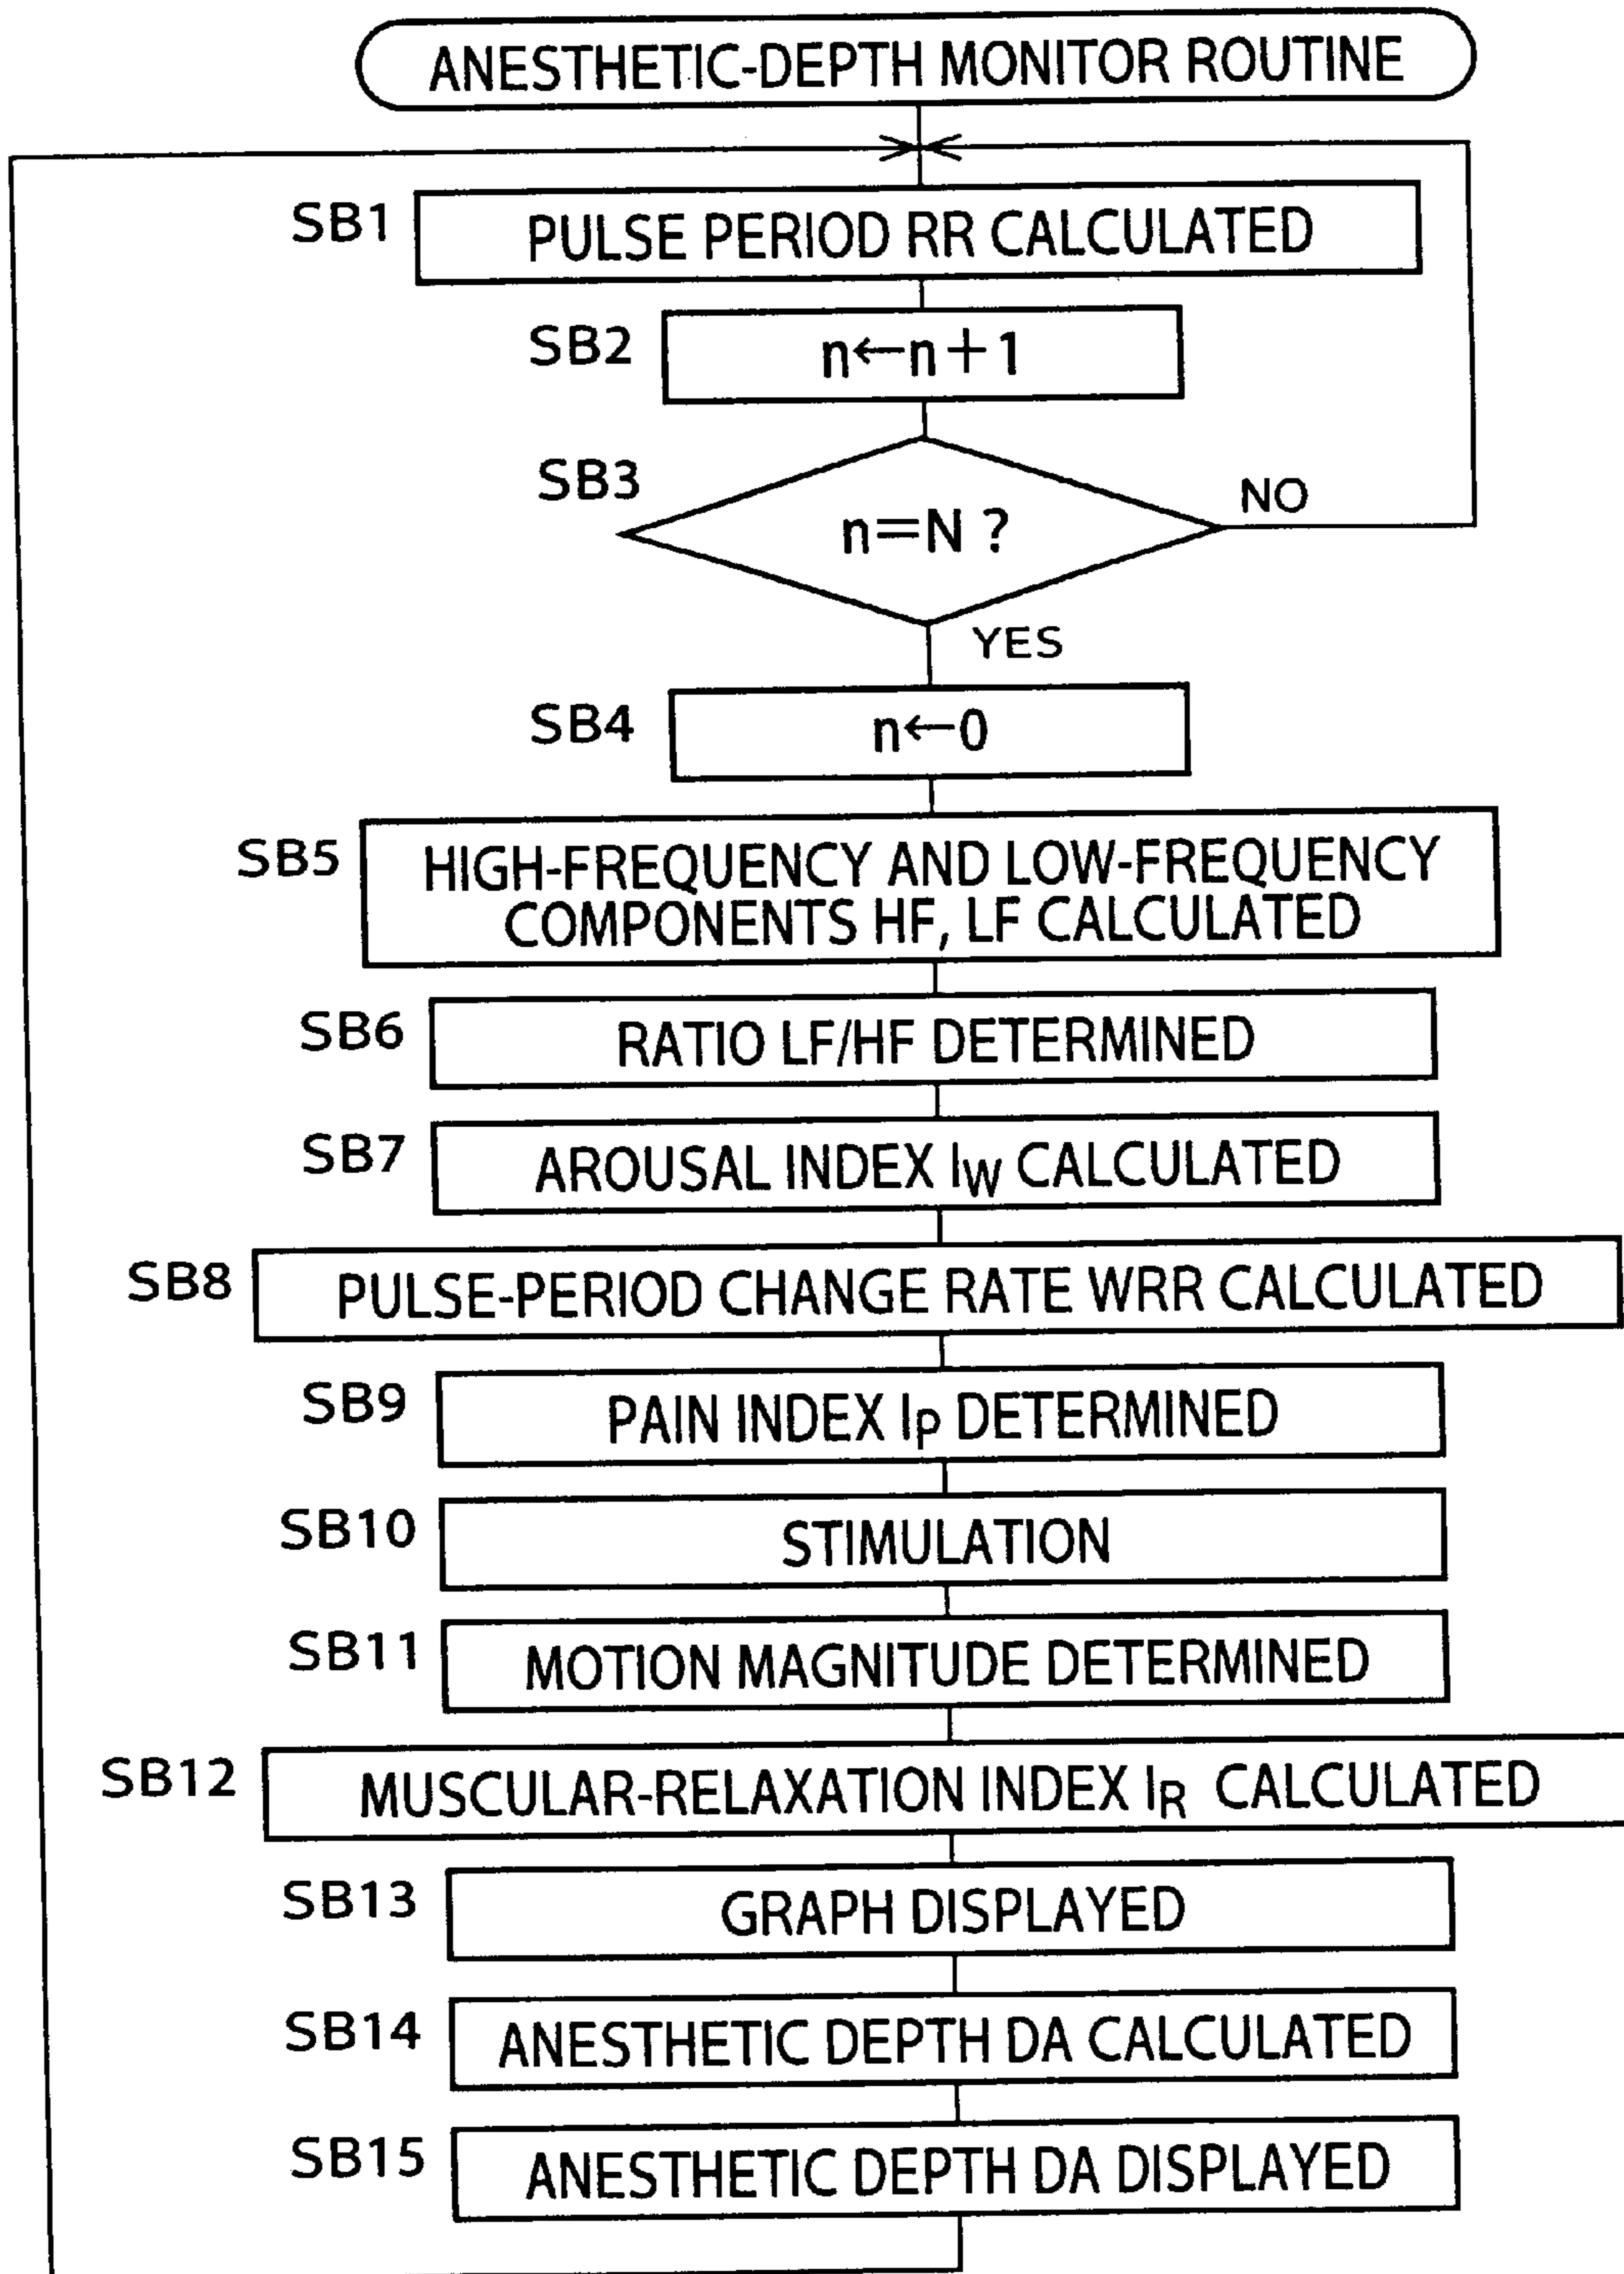 ANESTHETIC-DEPTH MONITOR ROUTINE
SB1
PULSE PERIOD RR CALCULATED
SB2
n←n+1
SB3
n=N ?
NO
YES
SB4
n←0
SB5
HIGH-FREQUENCY AND LOW-FREQUENCY
COMPONENTS HF, LF CALCULATED
SB6
RATIO LF/HF DETERMINED
SB7
AROUSAL INDEX IW CALCULATED
SB8
PULSE-PERIOD CHANGE RATE WRR CALCULATED
SB9
PAIN INDEX IP DETERMINED
SB10
STIMULATION
SB11
MOTION MAGNITUDE DETERMINED
SB12
MUSCULAR-RELAXATION INDEX IR CALCULATED
SB13
GRAPH DISPLAYED
SB14
ANESTHETIC DEPTH DA CALCULATED
SB15
ANESTHETIC DEPTH DA DISPLAYED